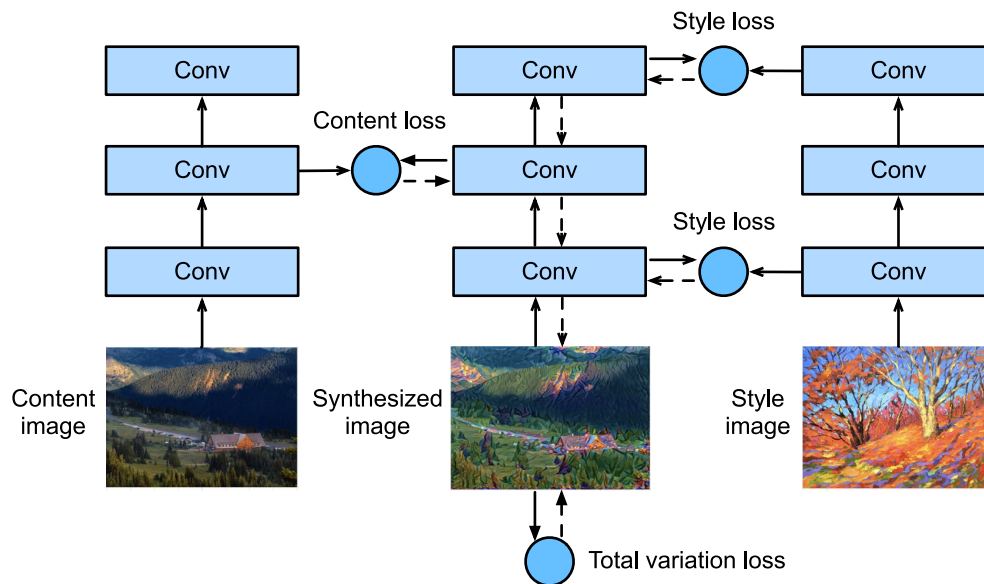 Style loss
Conv
Conv
Conv
Content loss
Conv
Conv
Conv
Style loss
Conv
Conv
Conv
Content
image
Synthesized
image
Style
image
Total variation loss